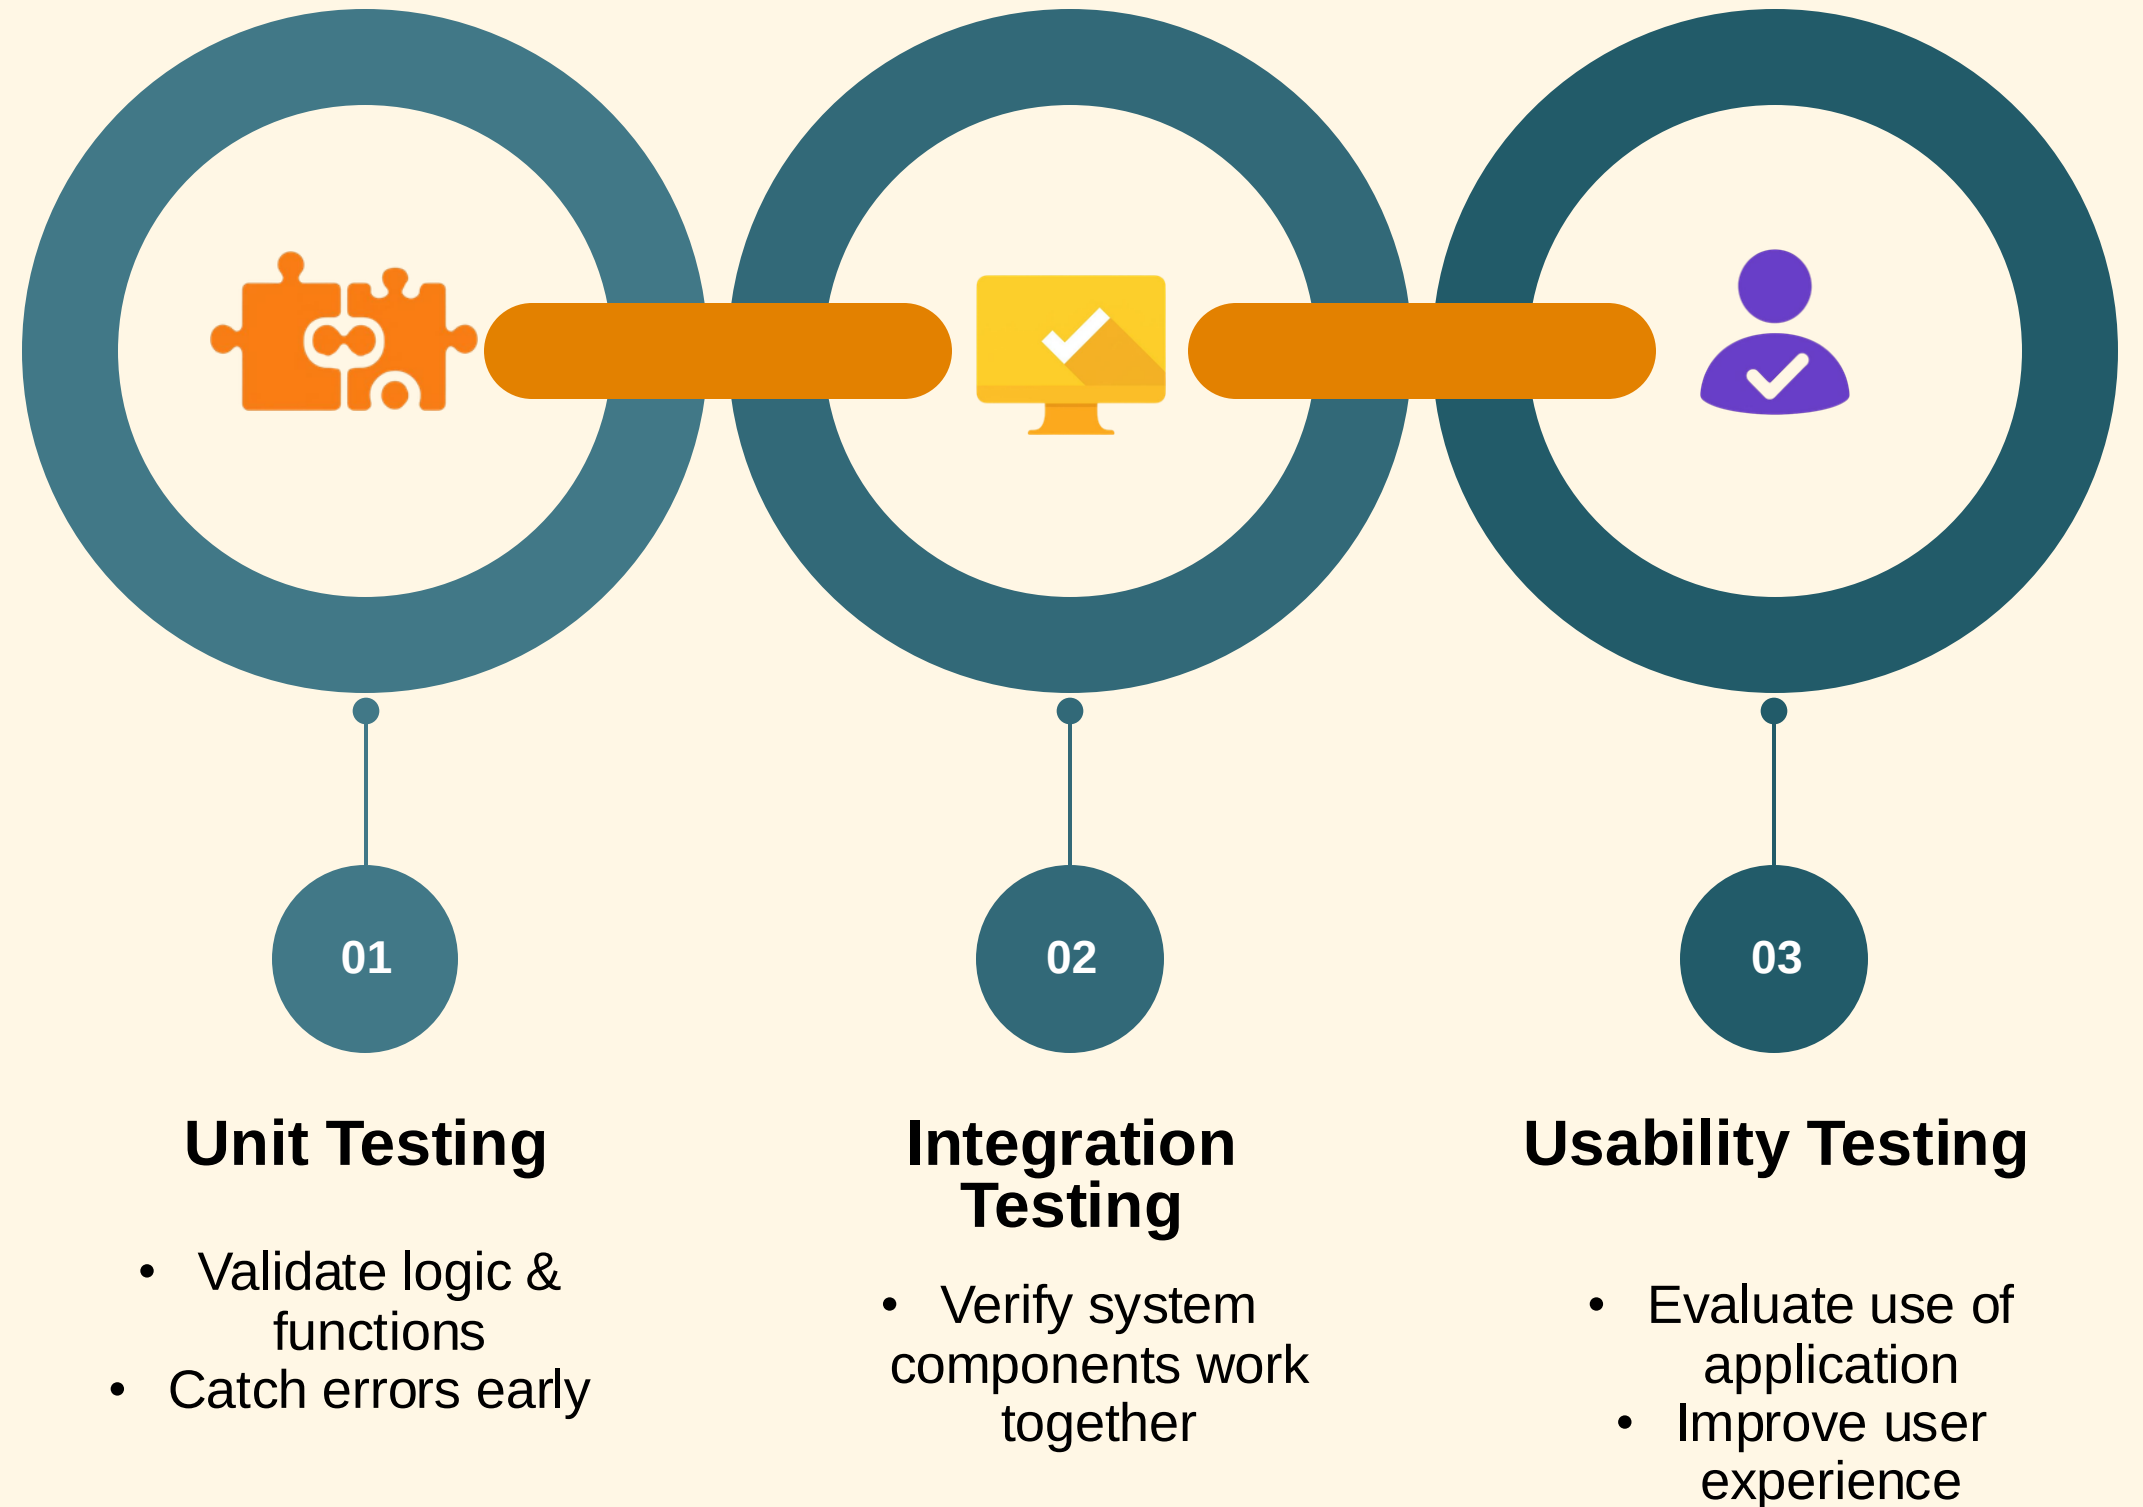 01
Unit Testing
• Validate logic &
functions
• Catch errors early
02
Integration
Testing
• Verify system
components work
together
03
Usability Testing
• Evaluate use of
application
• Improve user
experience